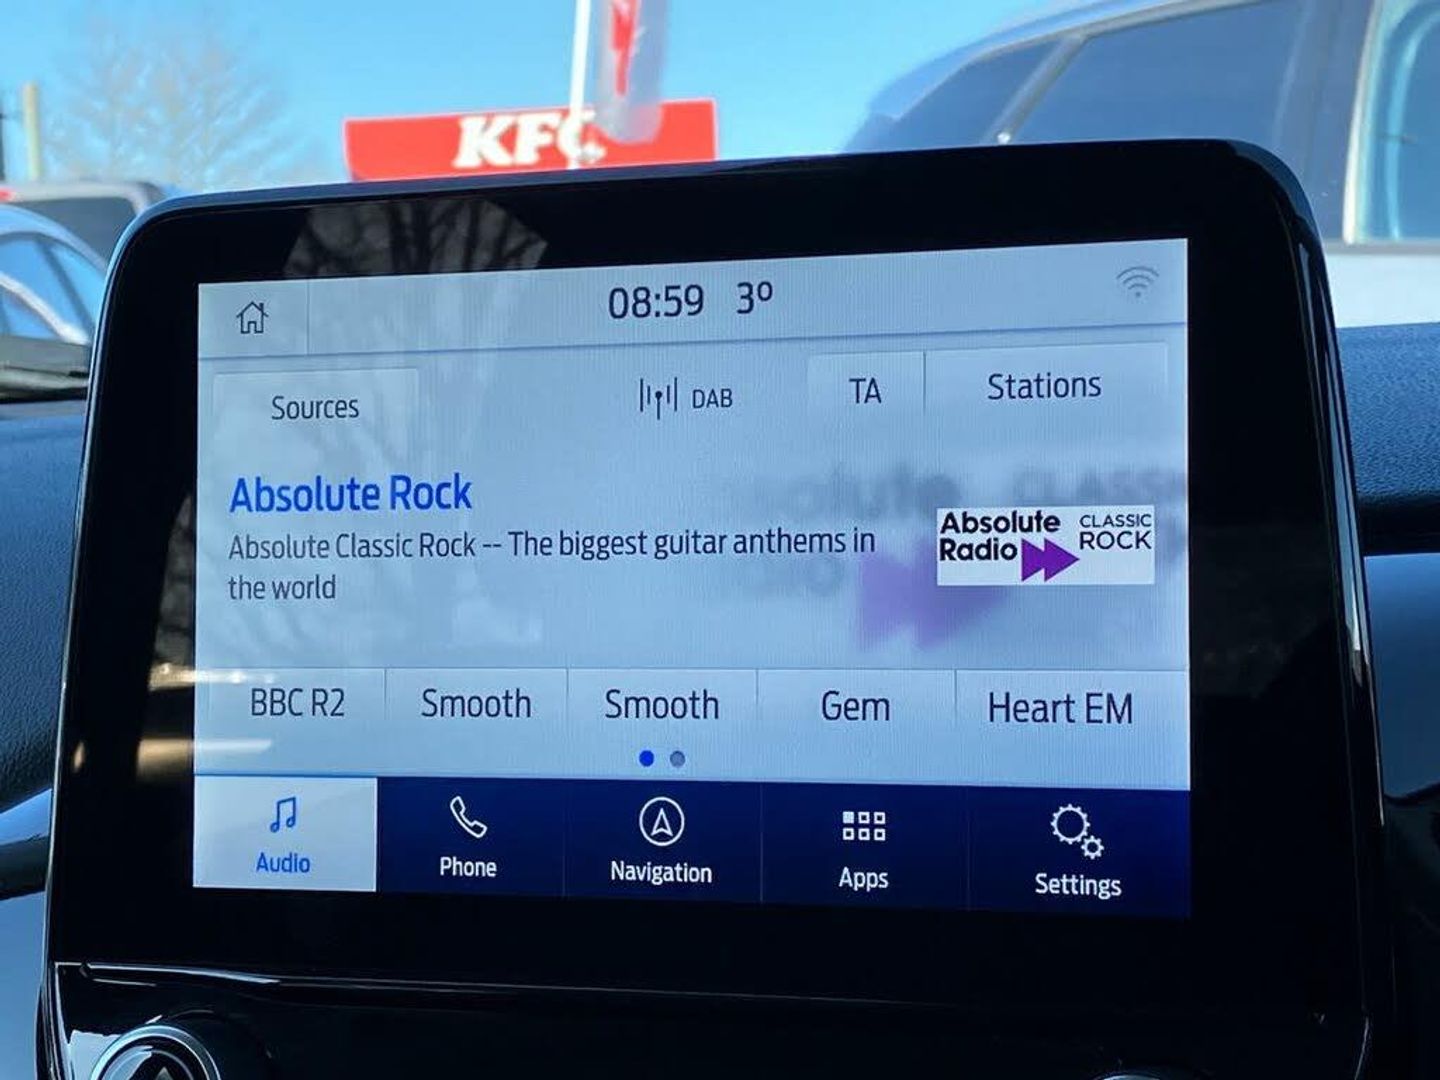 KFC
08:59 3º
Sources
DAB
TA
Stations
Absolute Rock
Absolute Classic Rock -- The biggest guitar anthems in
the world
Absolute
Radio
CLASSIC
ROCK
BBC R2
Smooth
Smooth
Gem
Heart EM
Audio
Phone
Navigation
Apps
Settings